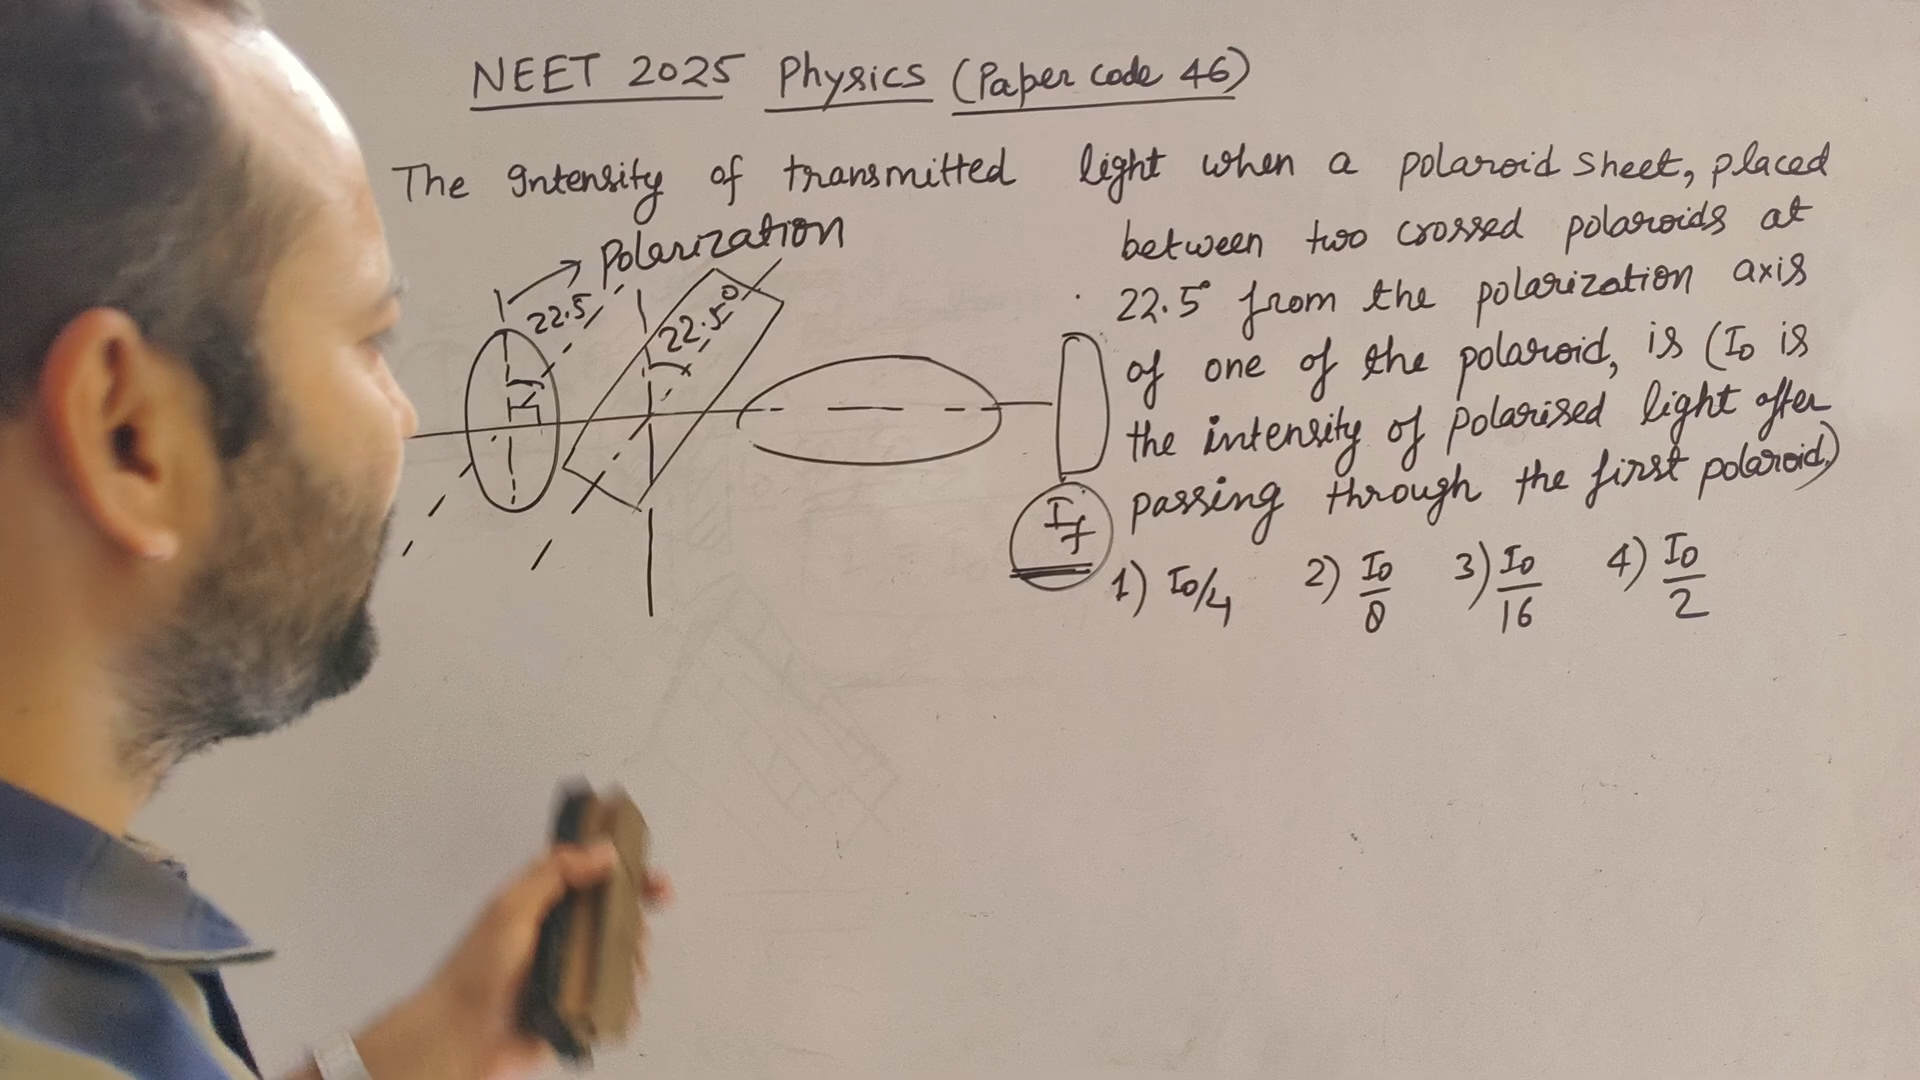 NEET 2025 Physics (Paper code 46)
The Intensity of transmitted light when a polaroid sheet, placed
between two crossed polaroids at
22.5° from the polarization axis
of one of the polaroid, is (I0 is
the intensity of polarised light after
passing through the first polaroid)
1) I0/4 2) I0/8 3) I0/16 4) I0/2
Polarization
22.5
22.5°
If